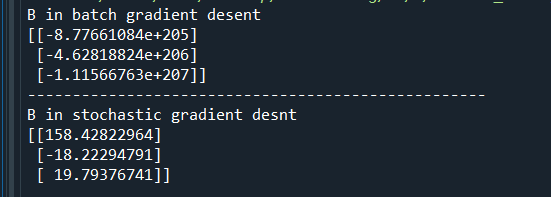 B in batch gradient desent
[[-8.77661084e+205]
 [-4.62818824e+206]
 [-1.11566763e+207]]
---------------------------------------------------
B in stochastic gradient desnt
[[158.42822964]
 [-18.22294791]
 [ 19.79376741]]